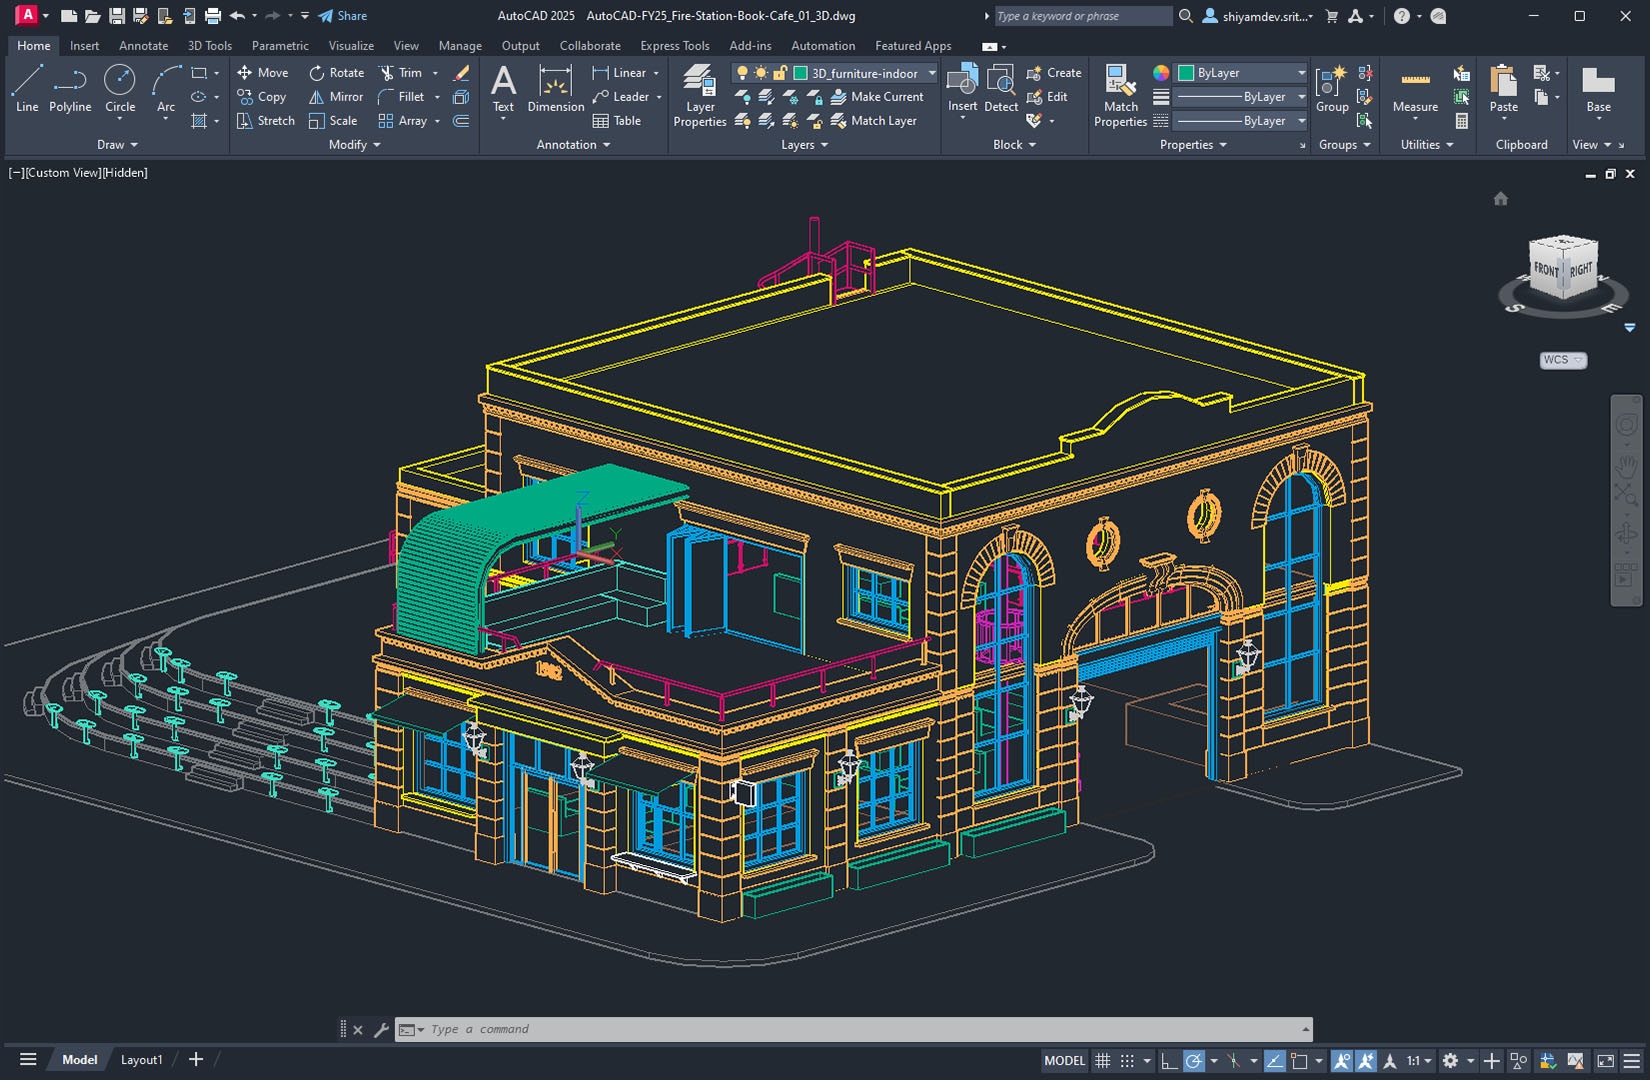 A Share AutoCAD 2025 AutoCAD-FY25_Fire-Station-Book-Cafe_01_3D.dwg Type a keyword or phrase shiyamdev.srit...
Home Insert Annotate 3D Tools Parametric Visualize View Manage Output Collaborate Express Tools Add-ins Automation Featured Apps
Line Polyline Circle Arc
Move Rotate Trim
Copy Mirror Fillet
Stretch Scale Array
Text Dimension
Linear
Leader
Table
Layer Properties
3D_furniture-indoor
Make Current
Match Layer
Insert Detect
Create
Edit
Match Properties
ByLayer
ByLayer
ByLayer
Group Measure Paste Base
Draw Modify Annotation Layers Block Properties Groups Utilities Clipboard View
[−][Custom View][Hidden]
FRONT RIGHT
S E
WCS
Z
Y
X
Type a command
Model Layout1 + MODEL 1:1